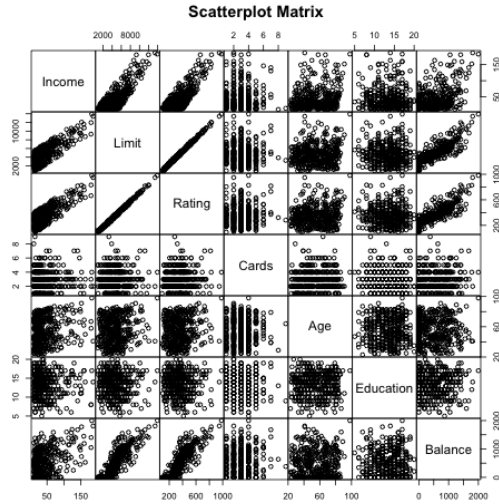 Scatterplot Matrix
2000 8000
2 4 6 8
5 10 15 20
Income
50 150
2000 10000
Limit
Rating
200 600 1000
2 4 6 8
Cards
Age
20 60 100
5 10 15 20
Education
Balance
0 1000 2000
50 150
200 600 1000
20 40 60 80 100
0 500 1500 2000